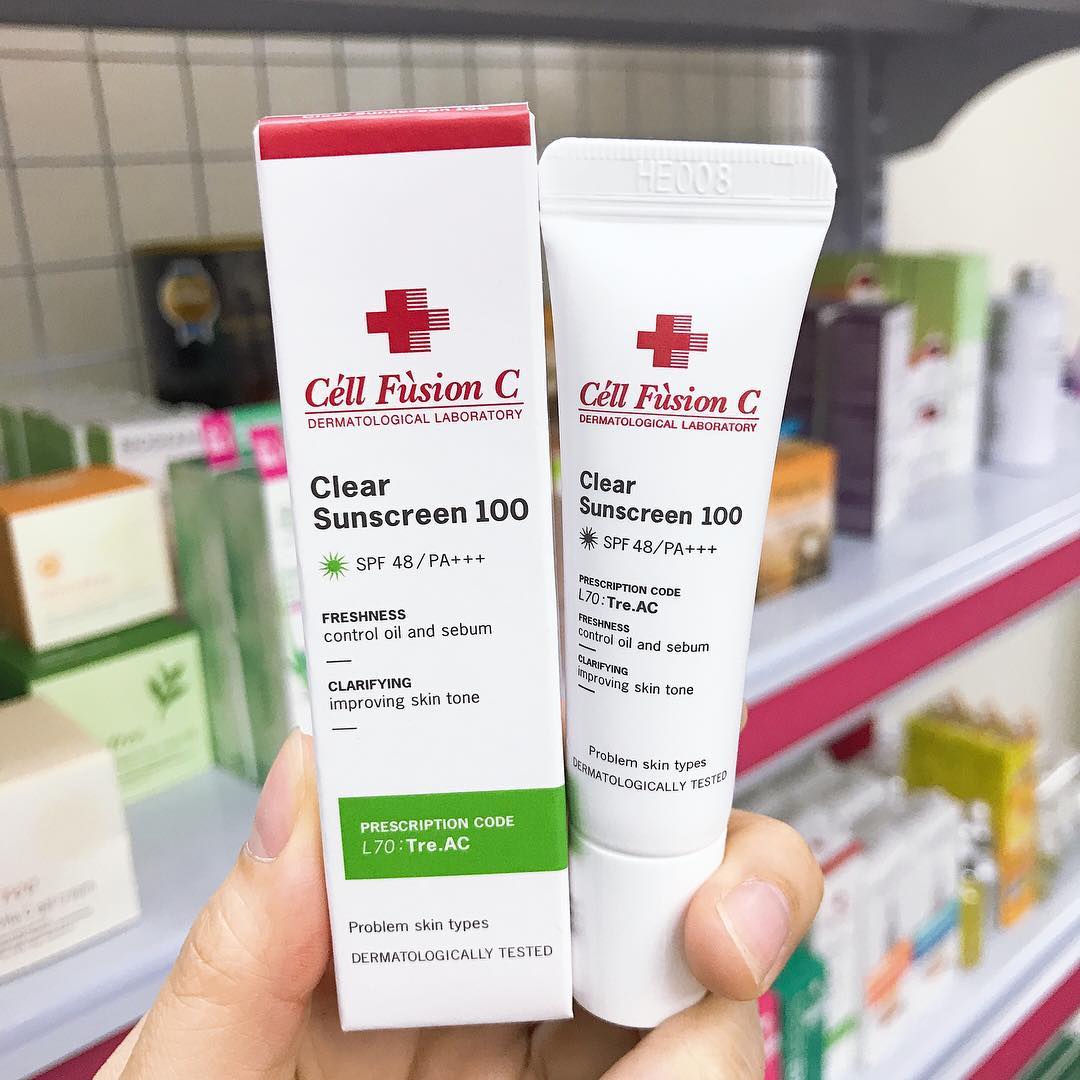 Céll Fùsion C
DERMATOLOGICAL LABORATORY
Clear
Sunscreen 100
SPF 48/PA+++
FRESHNESS
control oil and sebum
CLARIFYING
improving skin tone
PRESCRIPTION CODE
L70:Tre.AC
Problem skin types
DERMATOLOGICALLY TESTED
HE008
Céll Fùsion C
DERMATOLOGICAL LABORATORY
Clear
Sunscreen 100
SPF 48/PA+++
PRESCRIPTION CODE
L70:Tre.AC
FRESHNESS
control oil and sebum
CLARIFYING
improving skin tone
Problem skin types
DERMATOLOGICALLY TESTED